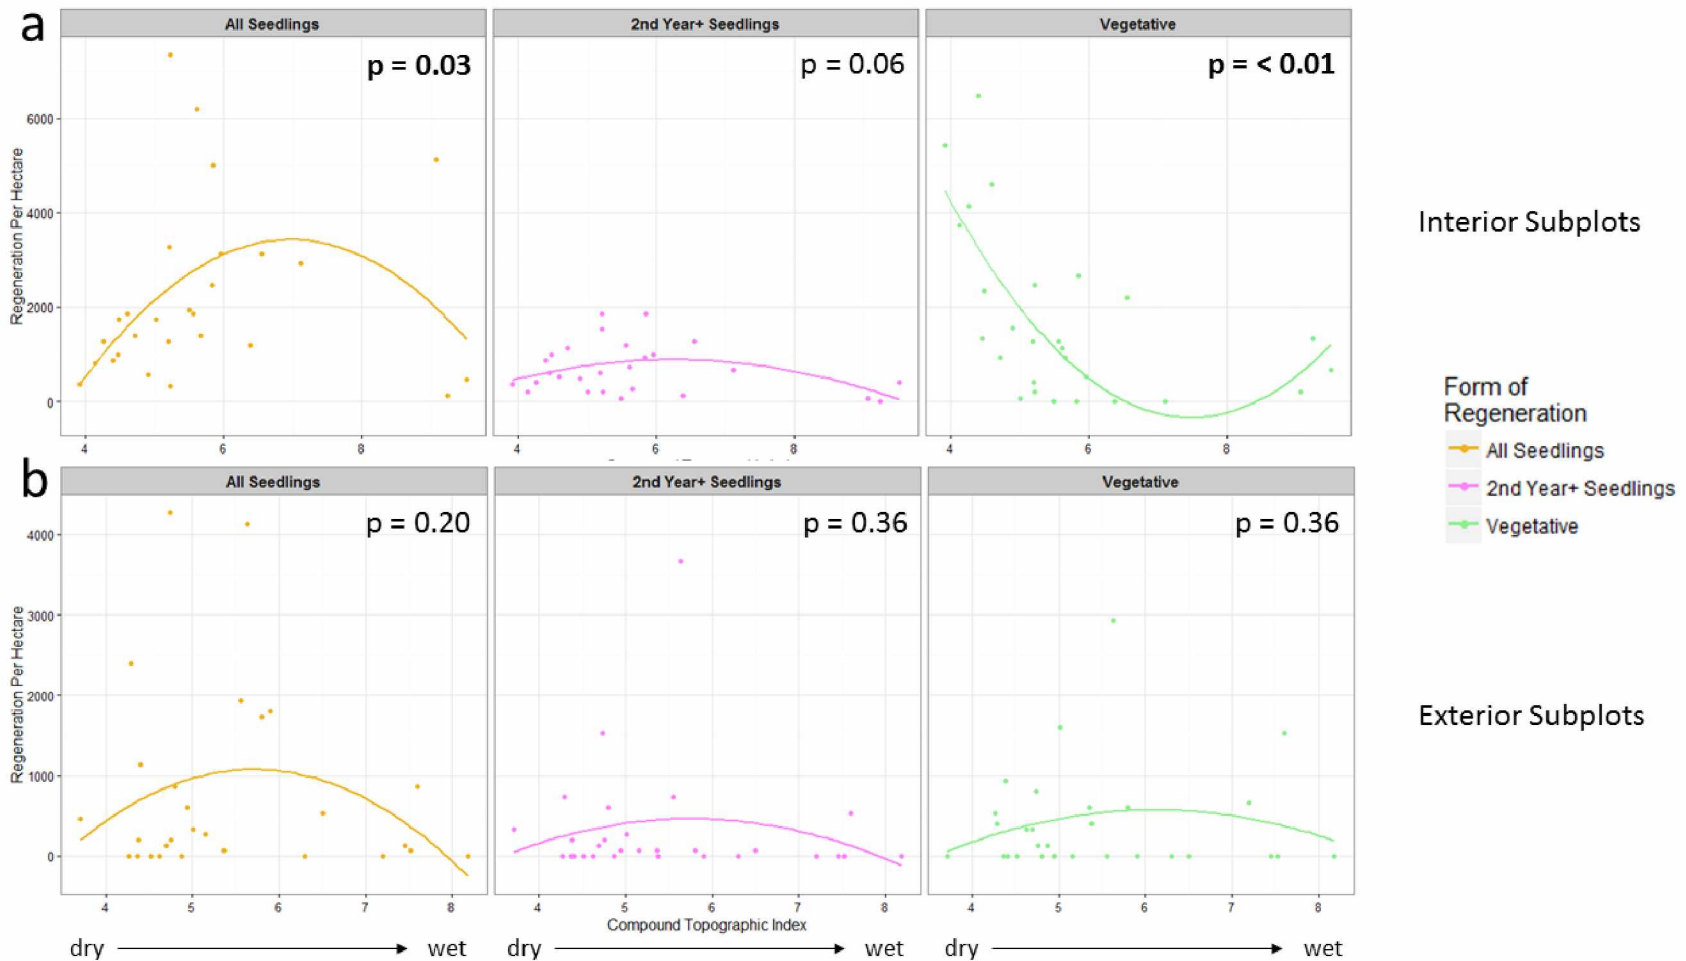 a
All Seedlings
2nd Year+ Seedlings
Vegetative
p = 0.03
p = 0.06
p = < 0.01
Regeneration Per Hectare
6000
4000
2000
0
4 6 8
4 6 8
4 6 8
Interior Subplots
b
All Seedlings
2nd Year+ Seedlings
Vegetative
p = 0.20
p = 0.36
p = 0.36
Regeneration Per Hectare
4000
3000
2000
1000
0
4 5 6 7 8
4 5 6 7 8
4 5 6 7 8
Compound Topographic Index
dry wet
dry wet
dry wet
Exterior Subplots
Form of
Regeneration
All Seedlings
2nd Year+ Seedlings
Vegetative